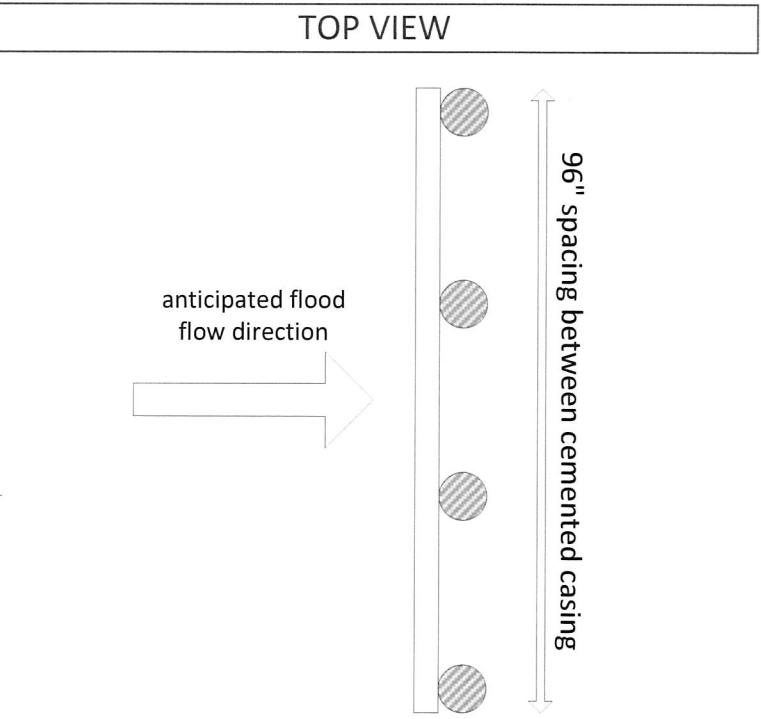 TOP VIEW
anticipated flood
flow direction
96" spacing between cemented casing